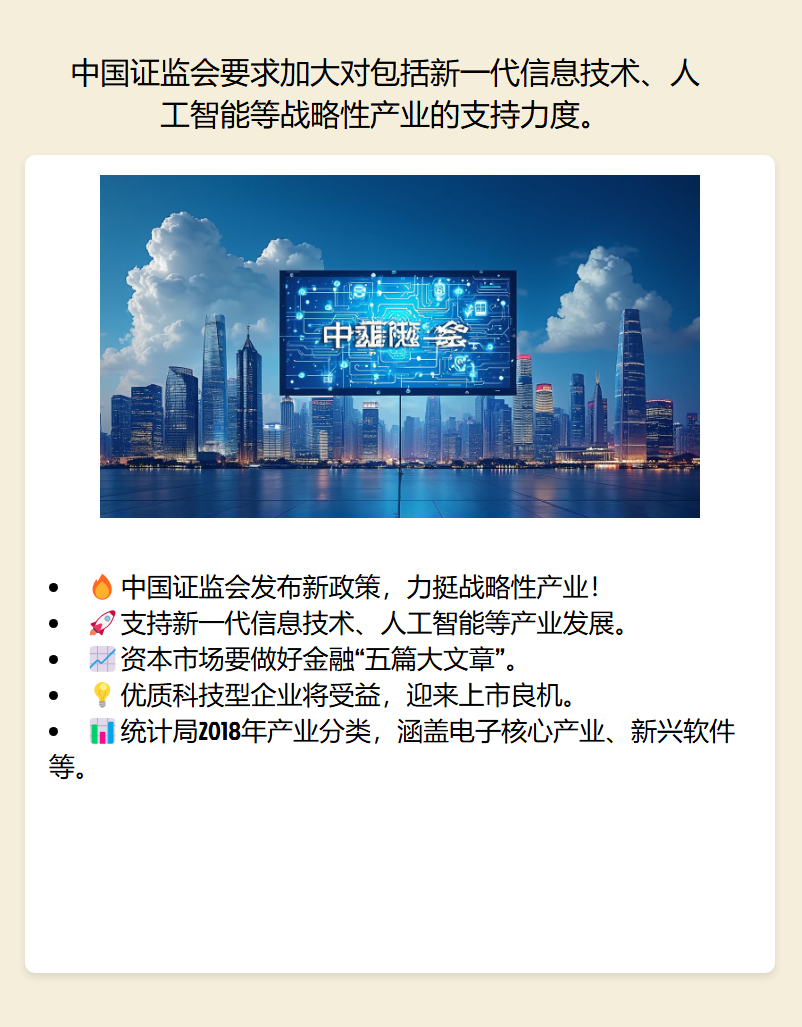 中国证监会要求加大对包括新一代信息技术、人
工智能等战略性产业的支持力度。
• 🔥中国证监会发布新政策，力挺战略性产业！
• 🚀支持新一代信息技术、人工智能等产业发展。
• 📈资本市场要做好金融“五篇大文章”。
• 💡优质科技型企业将受益，迎来上市良机。
• 📊统计局2018年产业分类，涵盖电子核心产业、新兴软件
等。